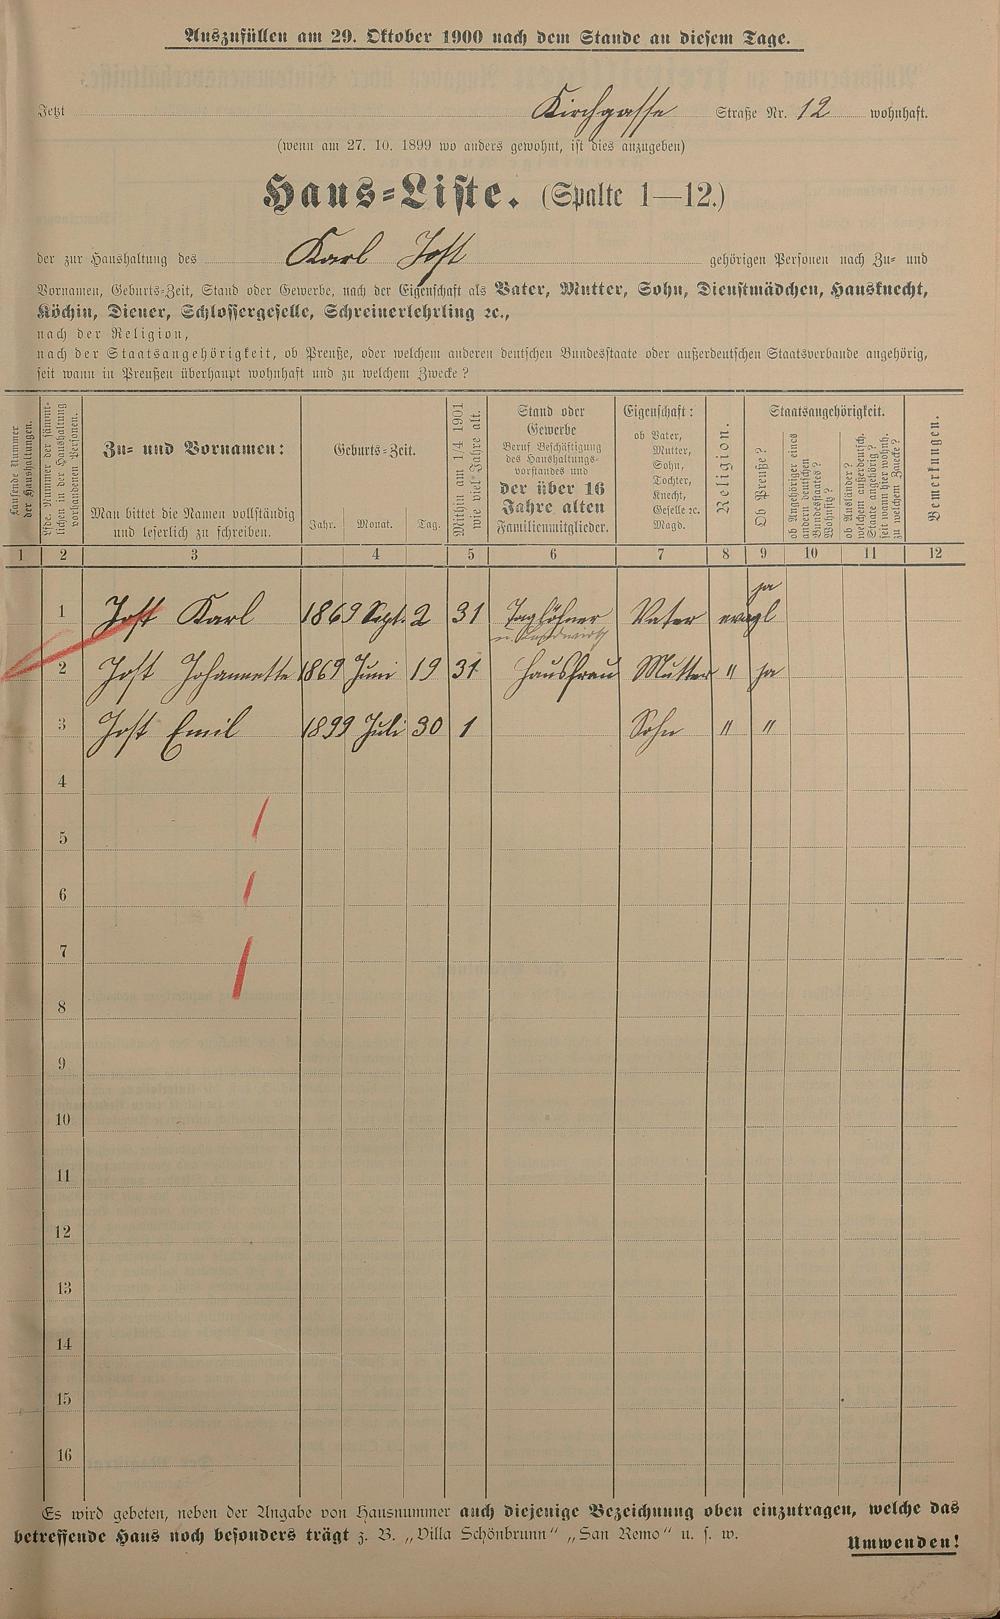 Auszufüllen am 29. Oktober 1900 nach dem Stande an diesem Tage.
Jetzt Kirchgasse Straße Nr. 12 wohnhaft.
(wenn am 27. 10. 1899 wo anders gewohnt, ist dies anzugeben)
Haus=Liste. (Spalte 1—12.)
der zur Haushaltung des Karl Jost gehörigen Personen nach Zu- und
Vornamen, Geburts-Zeit, Stand oder Gewerbe, nach der Eigenschaft als Vater, Mutter, Sohn, Dienstmädchen, Hausknecht,
Köchin, Diener, Schlossergeselle, Schreinerlehrling ꝛc.,
nach der Religion,
nach der Staatsangehörigkeit, ob Preuße, oder welchem anderen deutschen Bundesstaate oder außerdeutschen Staatsverbande angehörig,
seit wann in Preußen überhaupt wohnhaft und zu welchem Zwecke?
Laufende Nummer
der Haushaltungen.
Lfde. Nummer der sämmt-
lichen in der Haushaltung
vorhandenen Personen.
Zu- und Vornamen:
Man bittet die Namen vollständig
und leserlich zu schreiben.
Geburts-Zeit.
Jahr. Monat. Tag.
Mithin am 1/4 1901
wie viel Jahre alt.
Stand oder
Gewerbe
Beruf Beschäftigung
des Haushaltungs-
vorstandes und
der über 16
Jahre alten
Familienmitglieder.
Eigenschaft:
ob Vater,
Mutter,
Sohn,
Tochter,
Knecht,
Geselle ꝛc.
Magd.
Religion.
Staatsangehörigkeit.
Ob Preuße?
ob Angehöriger eines
andern deutschen
Bundesstaates?
Wohnsitz?
ob Ausländer?
welchem außerdeutsch.
Staate angehörig?
seit wann hier wohnh.
zu welchem Zwecke?
Bemerkungen.
1 2 3 4 5 6 7 8 9 10 11 12
1 Jost Karl 1869 Sept. 2 31 Taglöhner Vater evagl ja
u. Landwirth
2 Jost Johannette 1869 Juni 19 31 Hausfrau Mutter " ja
3 Jost Emil 1899 Juli 30 1 Sohn " "
4
5
6
7
8
9
10
11
12
13
14
15
16
Es wird gebeten, neben der Angabe von Hausnummer auch diejenige Bezeichnung oben einzutragen, welche das
betreffende Haus noch besonders trägt z. B. „Villa Schönbrunn“ „San Remo“ u. s. w.
Umwenden!